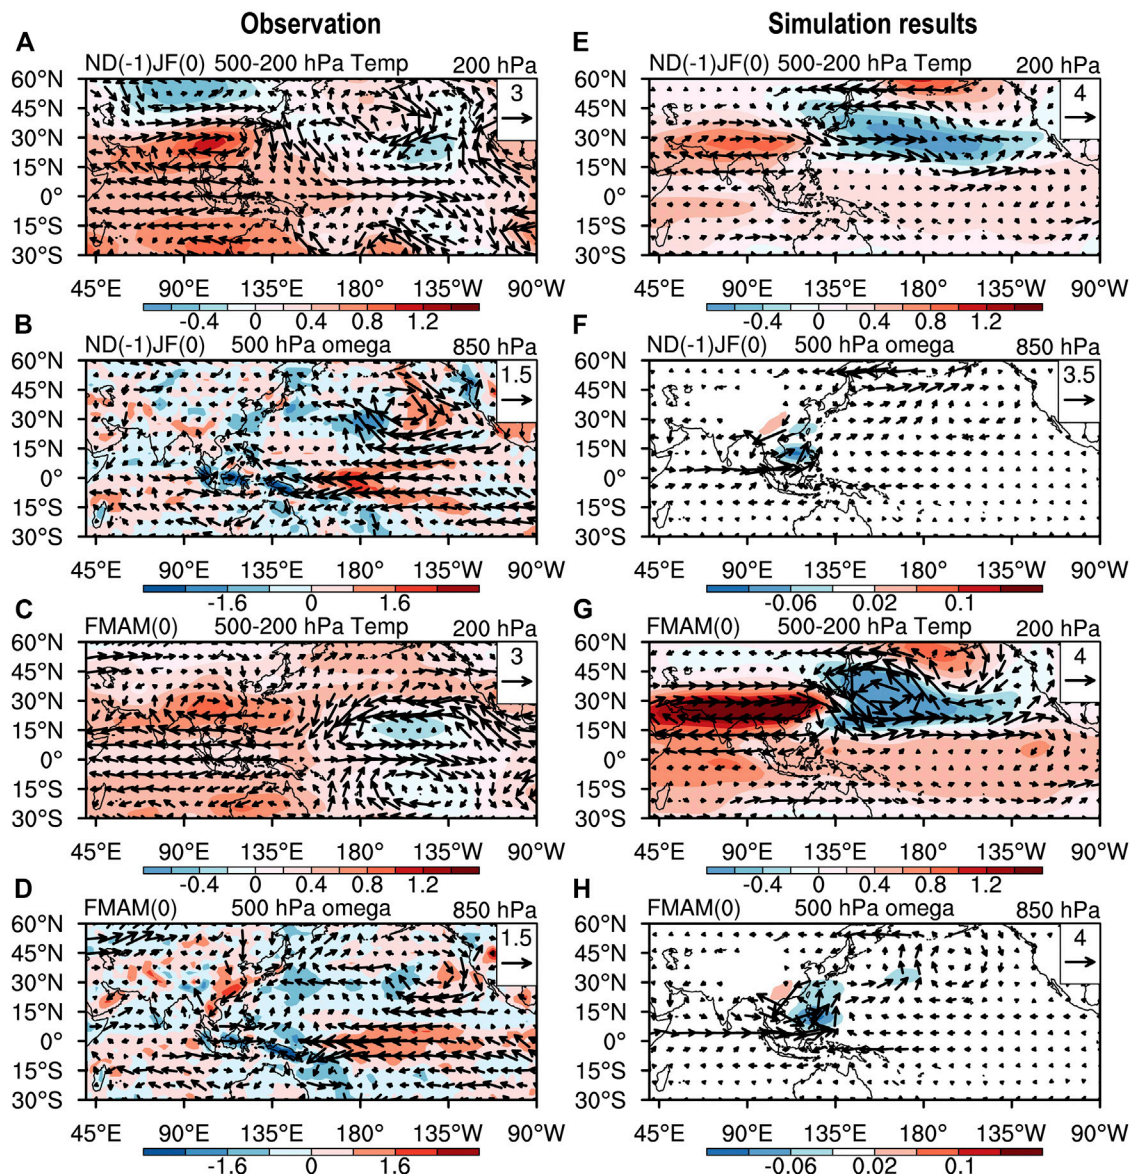 Observation
A
ND(-1)JF(0) 500-200 hPa Temp 200 hPa
3
60°N
45°N
30°N
15°N
0°
15°S
30°S
45°E 90°E 135°E 180° 135°W 90°W
-0.4 0 0.4 0.8 1.2
B
ND(-1)JF(0) 500 hPa omega 850 hPa
1.5
60°N
45°N
30°N
15°N
0°
15°S
30°S
45°E 90°E 135°E 180° 135°W 90°W
-1.6 0 1.6
C
FMAM(0) 500-200 hPa Temp 200 hPa
3
60°N
45°N
30°N
15°N
0°
15°S
30°S
45°E 90°E 135°E 180° 135°W 90°W
-0.4 0 0.4 0.8 1.2
D
FMAM(0) 500 hPa omega 850 hPa
1.5
60°N
45°N
30°N
15°N
0°
15°S
30°S
45°E 90°E 135°E 180° 135°W 90°W
-1.6 0 1.6
Simulation results
E
ND(-1)JF(0) 500-200 hPa Temp 200 hPa
4
60°N
45°N
30°N
15°N
0°
15°S
30°S
45°E 90°E 135°E 180° 135°W 90°W
-0.4 0 0.4 0.8 1.2
F
ND(-1)JF(0) 500 hPa omega 850 hPa
3.5
60°N
45°N
30°N
15°N
0°
15°S
30°S
45°E 90°E 135°E 180° 135°W 90°W
-0.06 0.02 0.1
G
FMAM(0) 500-200 hPa Temp 200 hPa
4
60°N
45°N
30°N
15°N
0°
15°S
30°S
45°E 90°E 135°E 180° 135°W 90°W
-0.4 0 0.4 0.8 1.2
H
FMAM(0) 500 hPa omega 850 hPa
4
60°N
45°N
30°N
15°N
0°
15°S
30°S
45°E 90°E 135°E 180° 135°W 90°W
-0.06 0.02 0.1